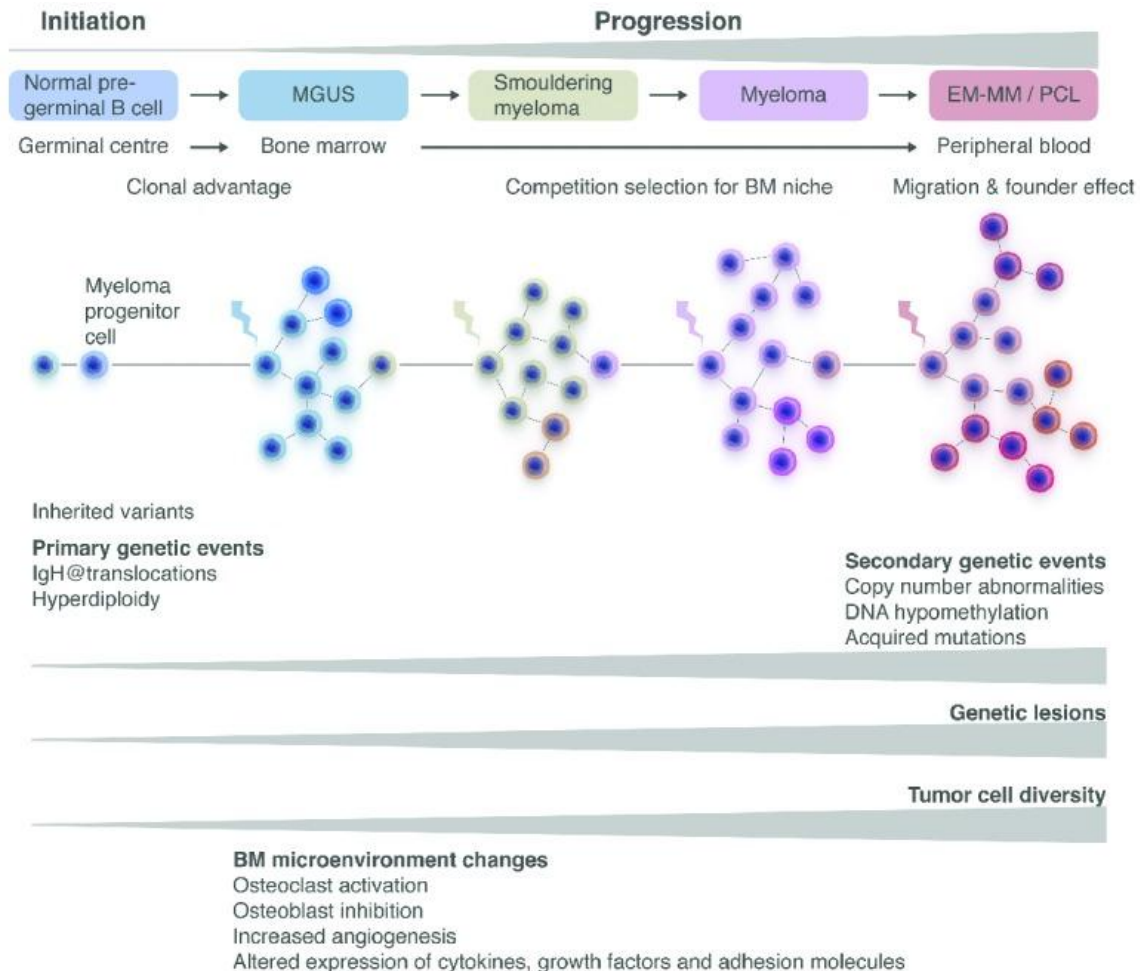 Initiation
Progression
Normal pre-
germinal B cell
MGUS
Smouldering
myeloma
Myeloma
EM-MM / PCL
Germinal centre
Bone marrow
Peripheral blood
Clonal advantage
Competition selection for BM niche
Migration & founder effect
Myeloma
progenitor
cell
Inherited variants
Primary genetic events
IgH@translocations
Hyperdiploidy
Secondary genetic events
Copy number abnormalities
DNA hypomethylation
Acquired mutations
Genetic lesions
Tumor cell diversity
BM microenvironment changes
Osteoclast activation
Osteoblast inhibition
Increased angiogenesis
Altered expression of cytokines, growth factors and adhesion molecules